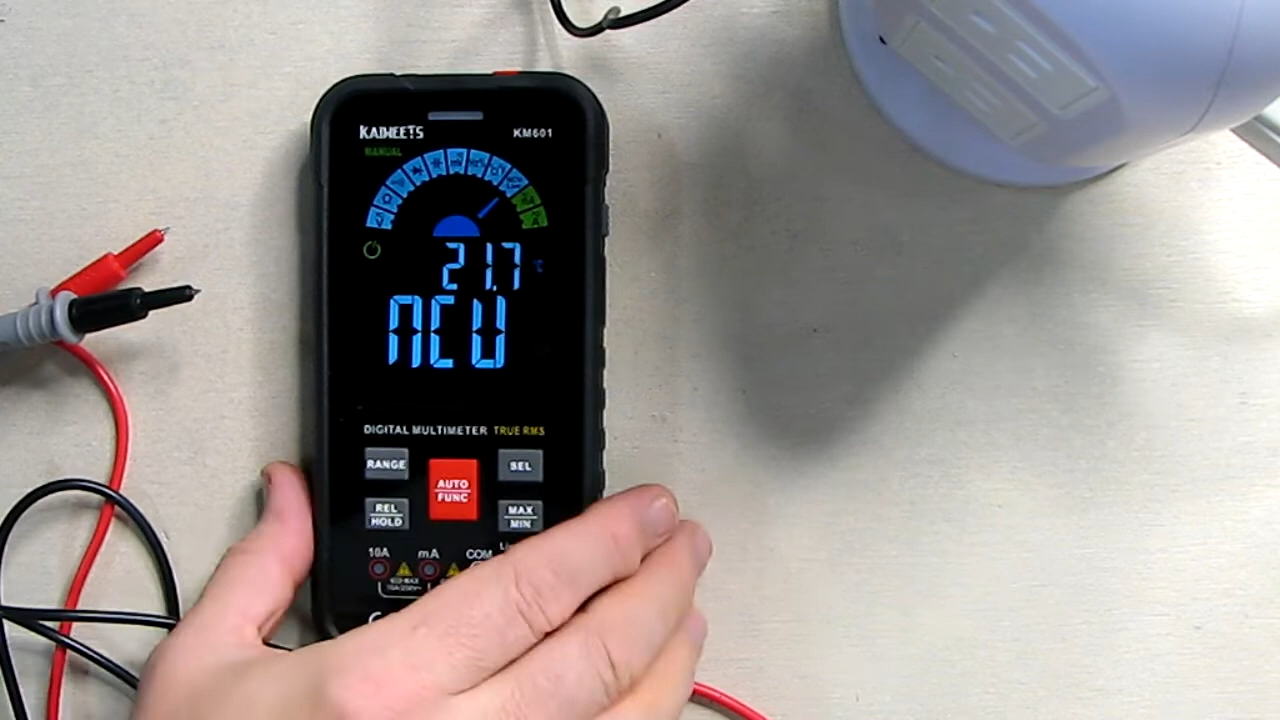 KAIWEETS KM601
MANUAL
21.7 °C
NCU
DIGITAL MULTIMETER TRUE RMS
RANGE
SEL
AUTO
FUNC
REL
HOLD
MAX
MIN
10A mA COM